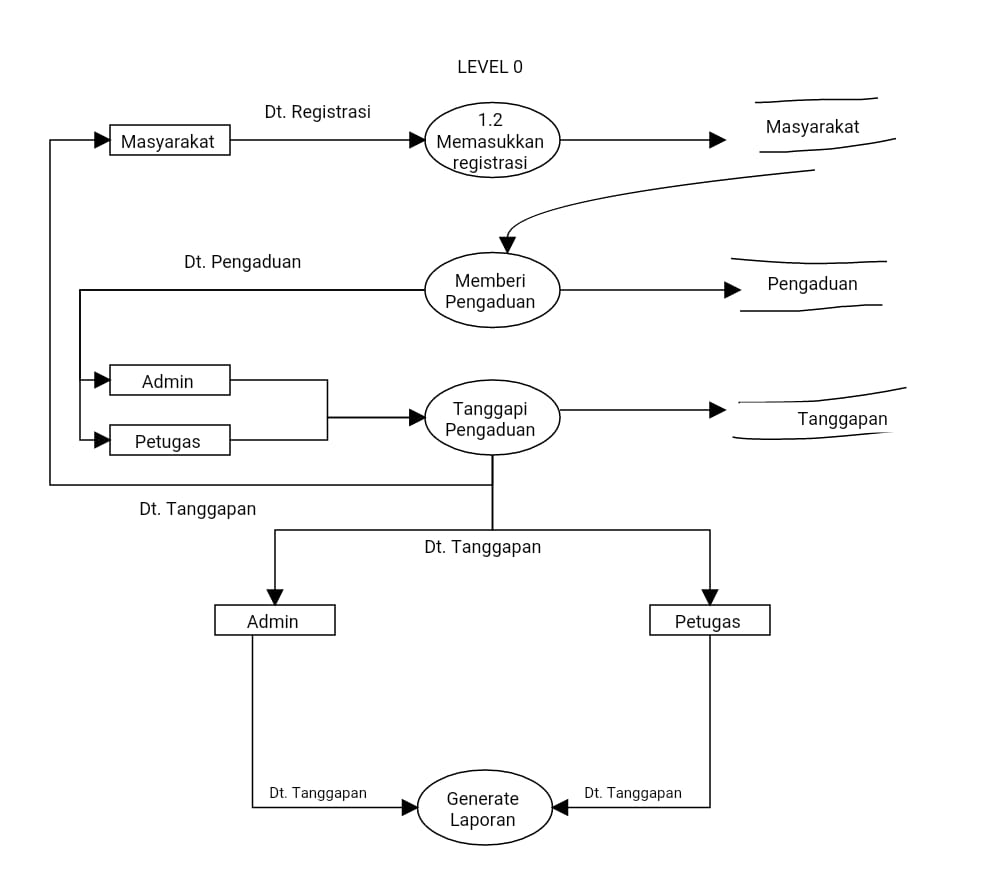 LEVEL 0
Dt. Registrasi
Masyarakat
1.2
Memasukkan
registrasi
Masyarakat
Dt. Pengaduan
Memberi
Pengaduan
Pengaduan
Admin
Petugas
Tanggapi
Pengaduan
Tanggapan
Dt. Tanggapan
Dt. Tanggapan
Admin
Petugas
Dt. Tanggapan
Generate
Laporan
Dt. Tanggapan